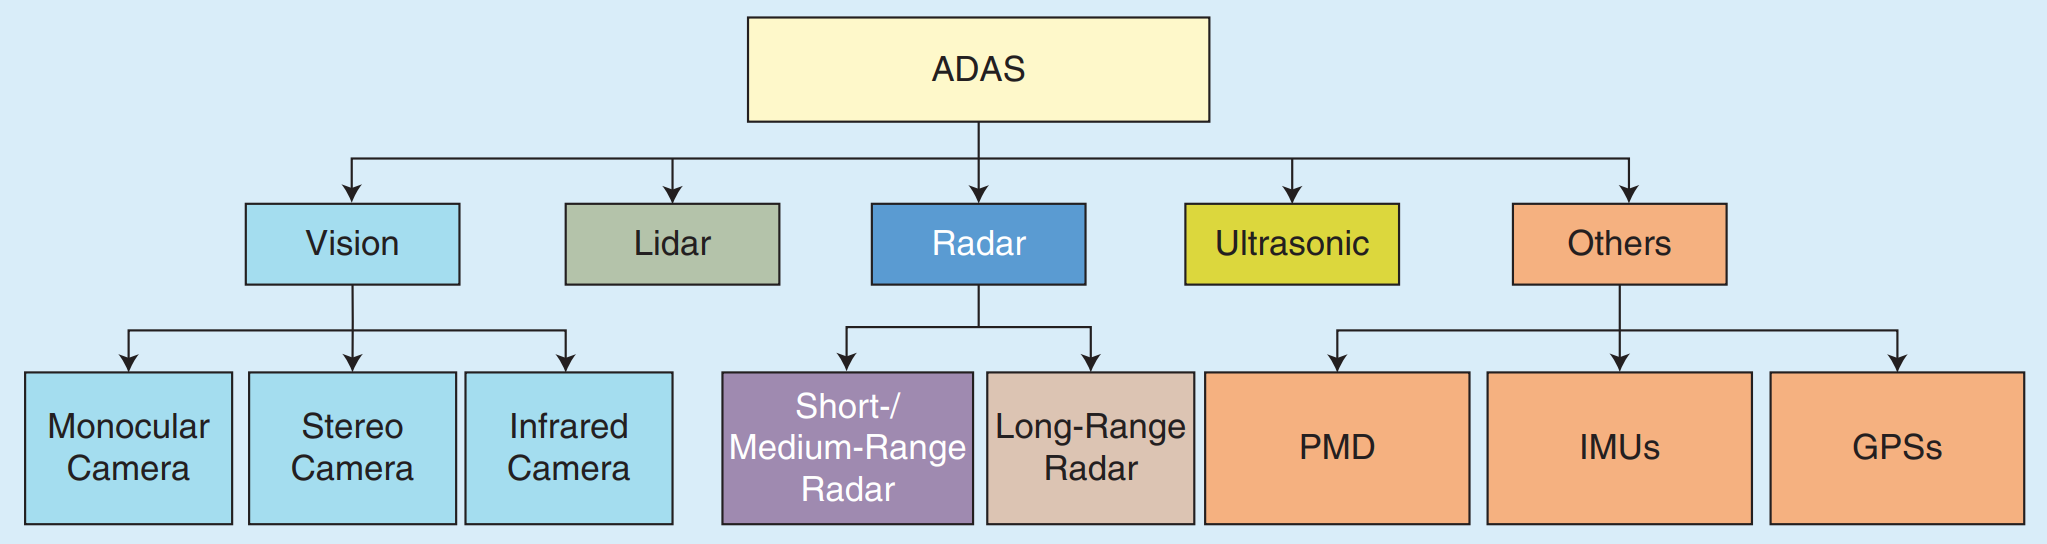 ADAS
Vision
Lidar
Radar
Ultrasonic
Others
Monocular
Camera
Stereo
Camera
Infrared
Camera
Short-/
Medium-Range
Radar
Long-Range
Radar
PMD
IMUs
GPSs